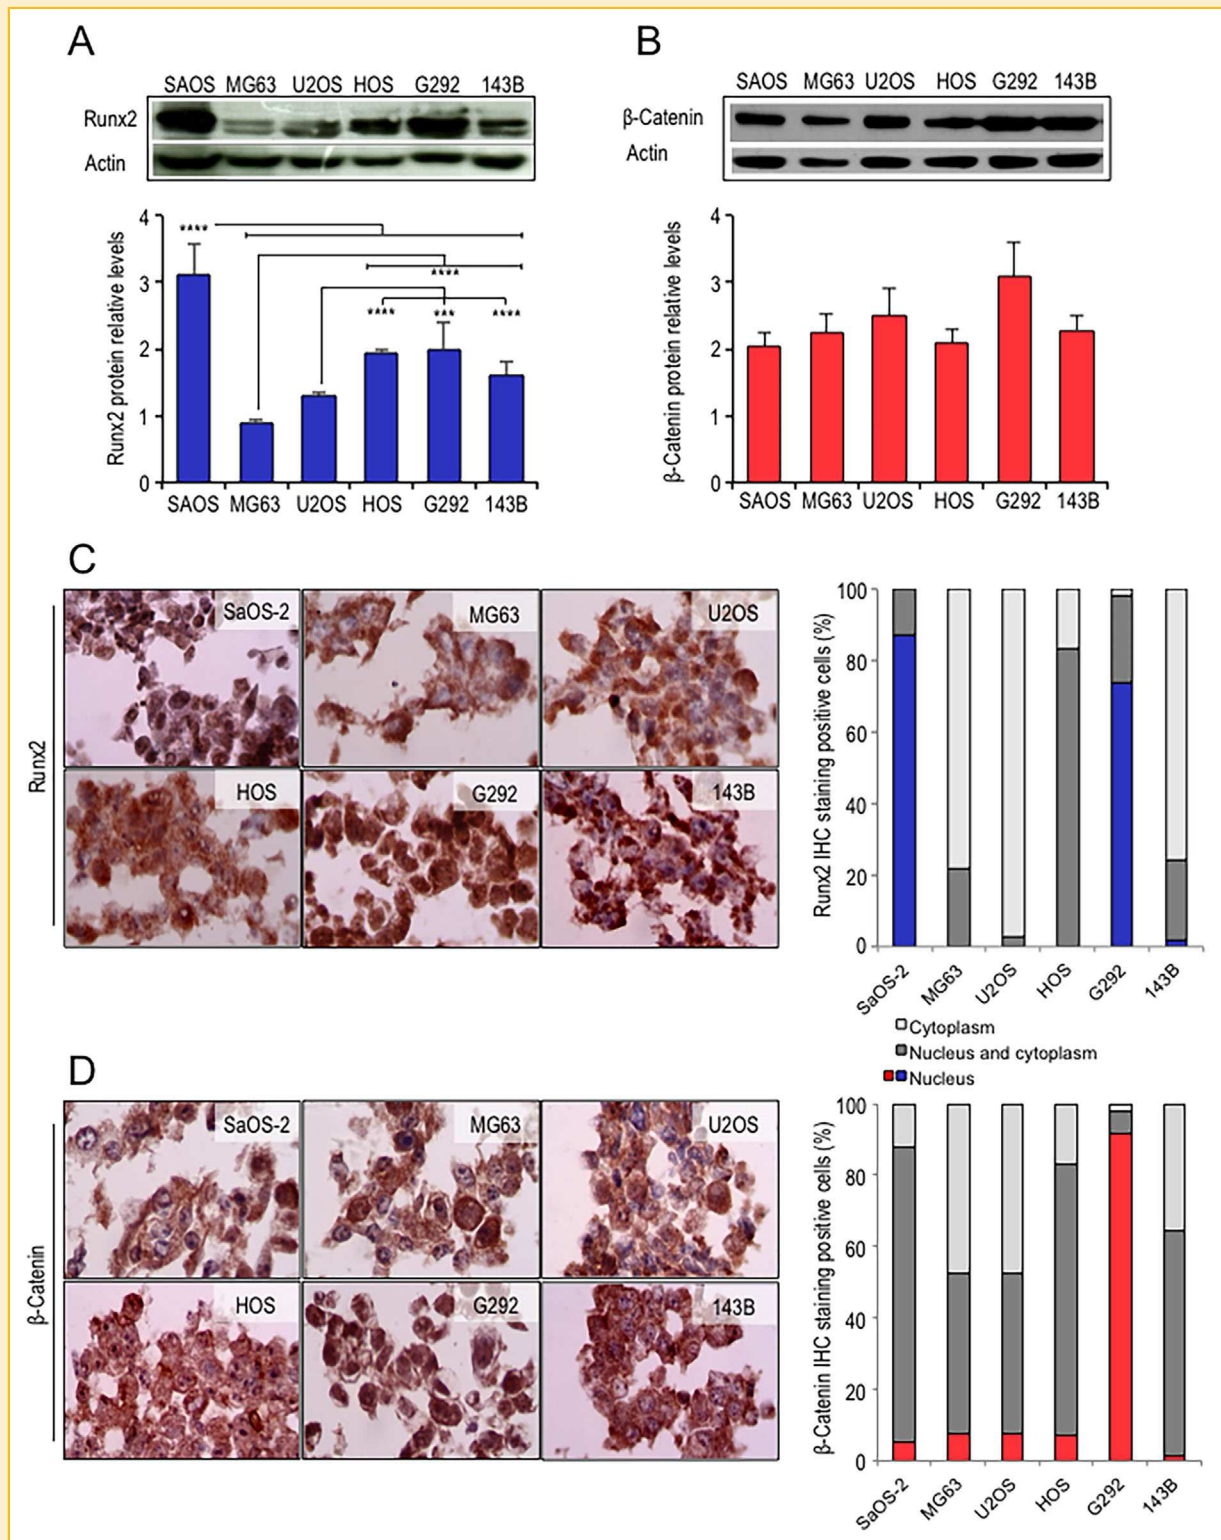 A
SAOS MG63 U2OS HOS G292 143B
Runx2
Actin
Runx2 protein relative levels
4
3
2
1
0
****
****
****
***
****
SAOS MG63 U2OS HOS G292 143B
B
SAOS MG63 U2OS HOS G292 143B
β-Catenin
Actin
β-Catenin protein relative levels
4
3
2
1
0
SAOS MG63 U2OS HOS G292 143B
C
Runx2
SaOS-2
MG63
U2OS
HOS
G292
143B
Runx2 IHC staining positive cells (%)
100
80
60
40
20
0
SaOS-2 MG63 U2OS HOS G292 143B
Cytoplasm
Nucleus and cytoplasm
Nucleus
D
β-Catenin
SaOS-2
MG63
U2OS
HOS
G292
143B
β-Catenin IHC staining positive cells (%)
100
80
60
40
20
0
SaOS-2 MG63 U2OS HOS G292 143B